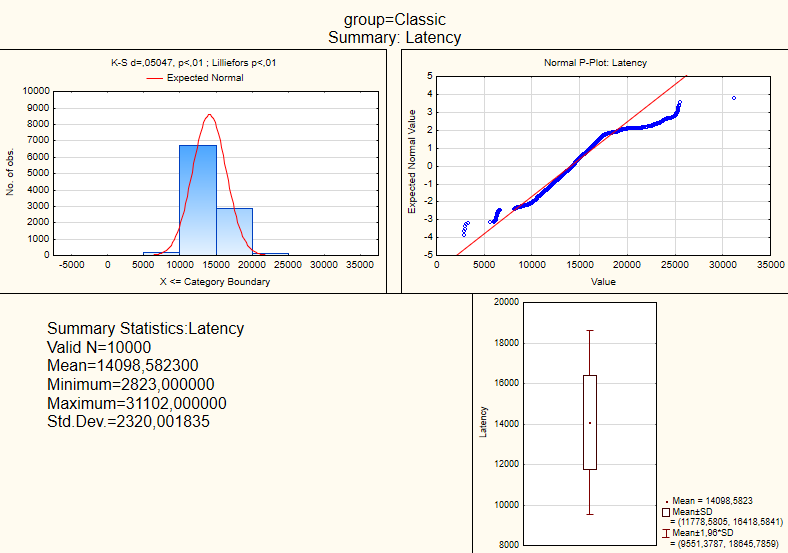 group=Classic
Summary: Latency
K-S d=,05047, p<,01 ; Lilliefors p<,01
Expected Normal
10000
9000
8000
7000
6000
5000
4000
3000
2000
1000
0
No. of obs.
-5000 0 5000 10000 15000 20000 25000 30000 35000
X <= Category Boundary
Normal P-Plot: Latency
5
4
3
2
1
0
-1
-2
-3
-4
-5
Expected Normal Value
0 5000 10000 15000 20000 25000 30000 35000
Value
Summary Statistics:Latency
Valid N=10000
Mean=14098,582300
Minimum=2823,000000
Maximum=31102,000000
Std.Dev.=2320,001835
20000
18000
16000
14000
12000
10000
8000
Latency
Mean = 14098,5823
Mean±SD
= (11778,5805, 16418,5841)
Mean±1,96*SD
= (9551,3787, 18645,7859)